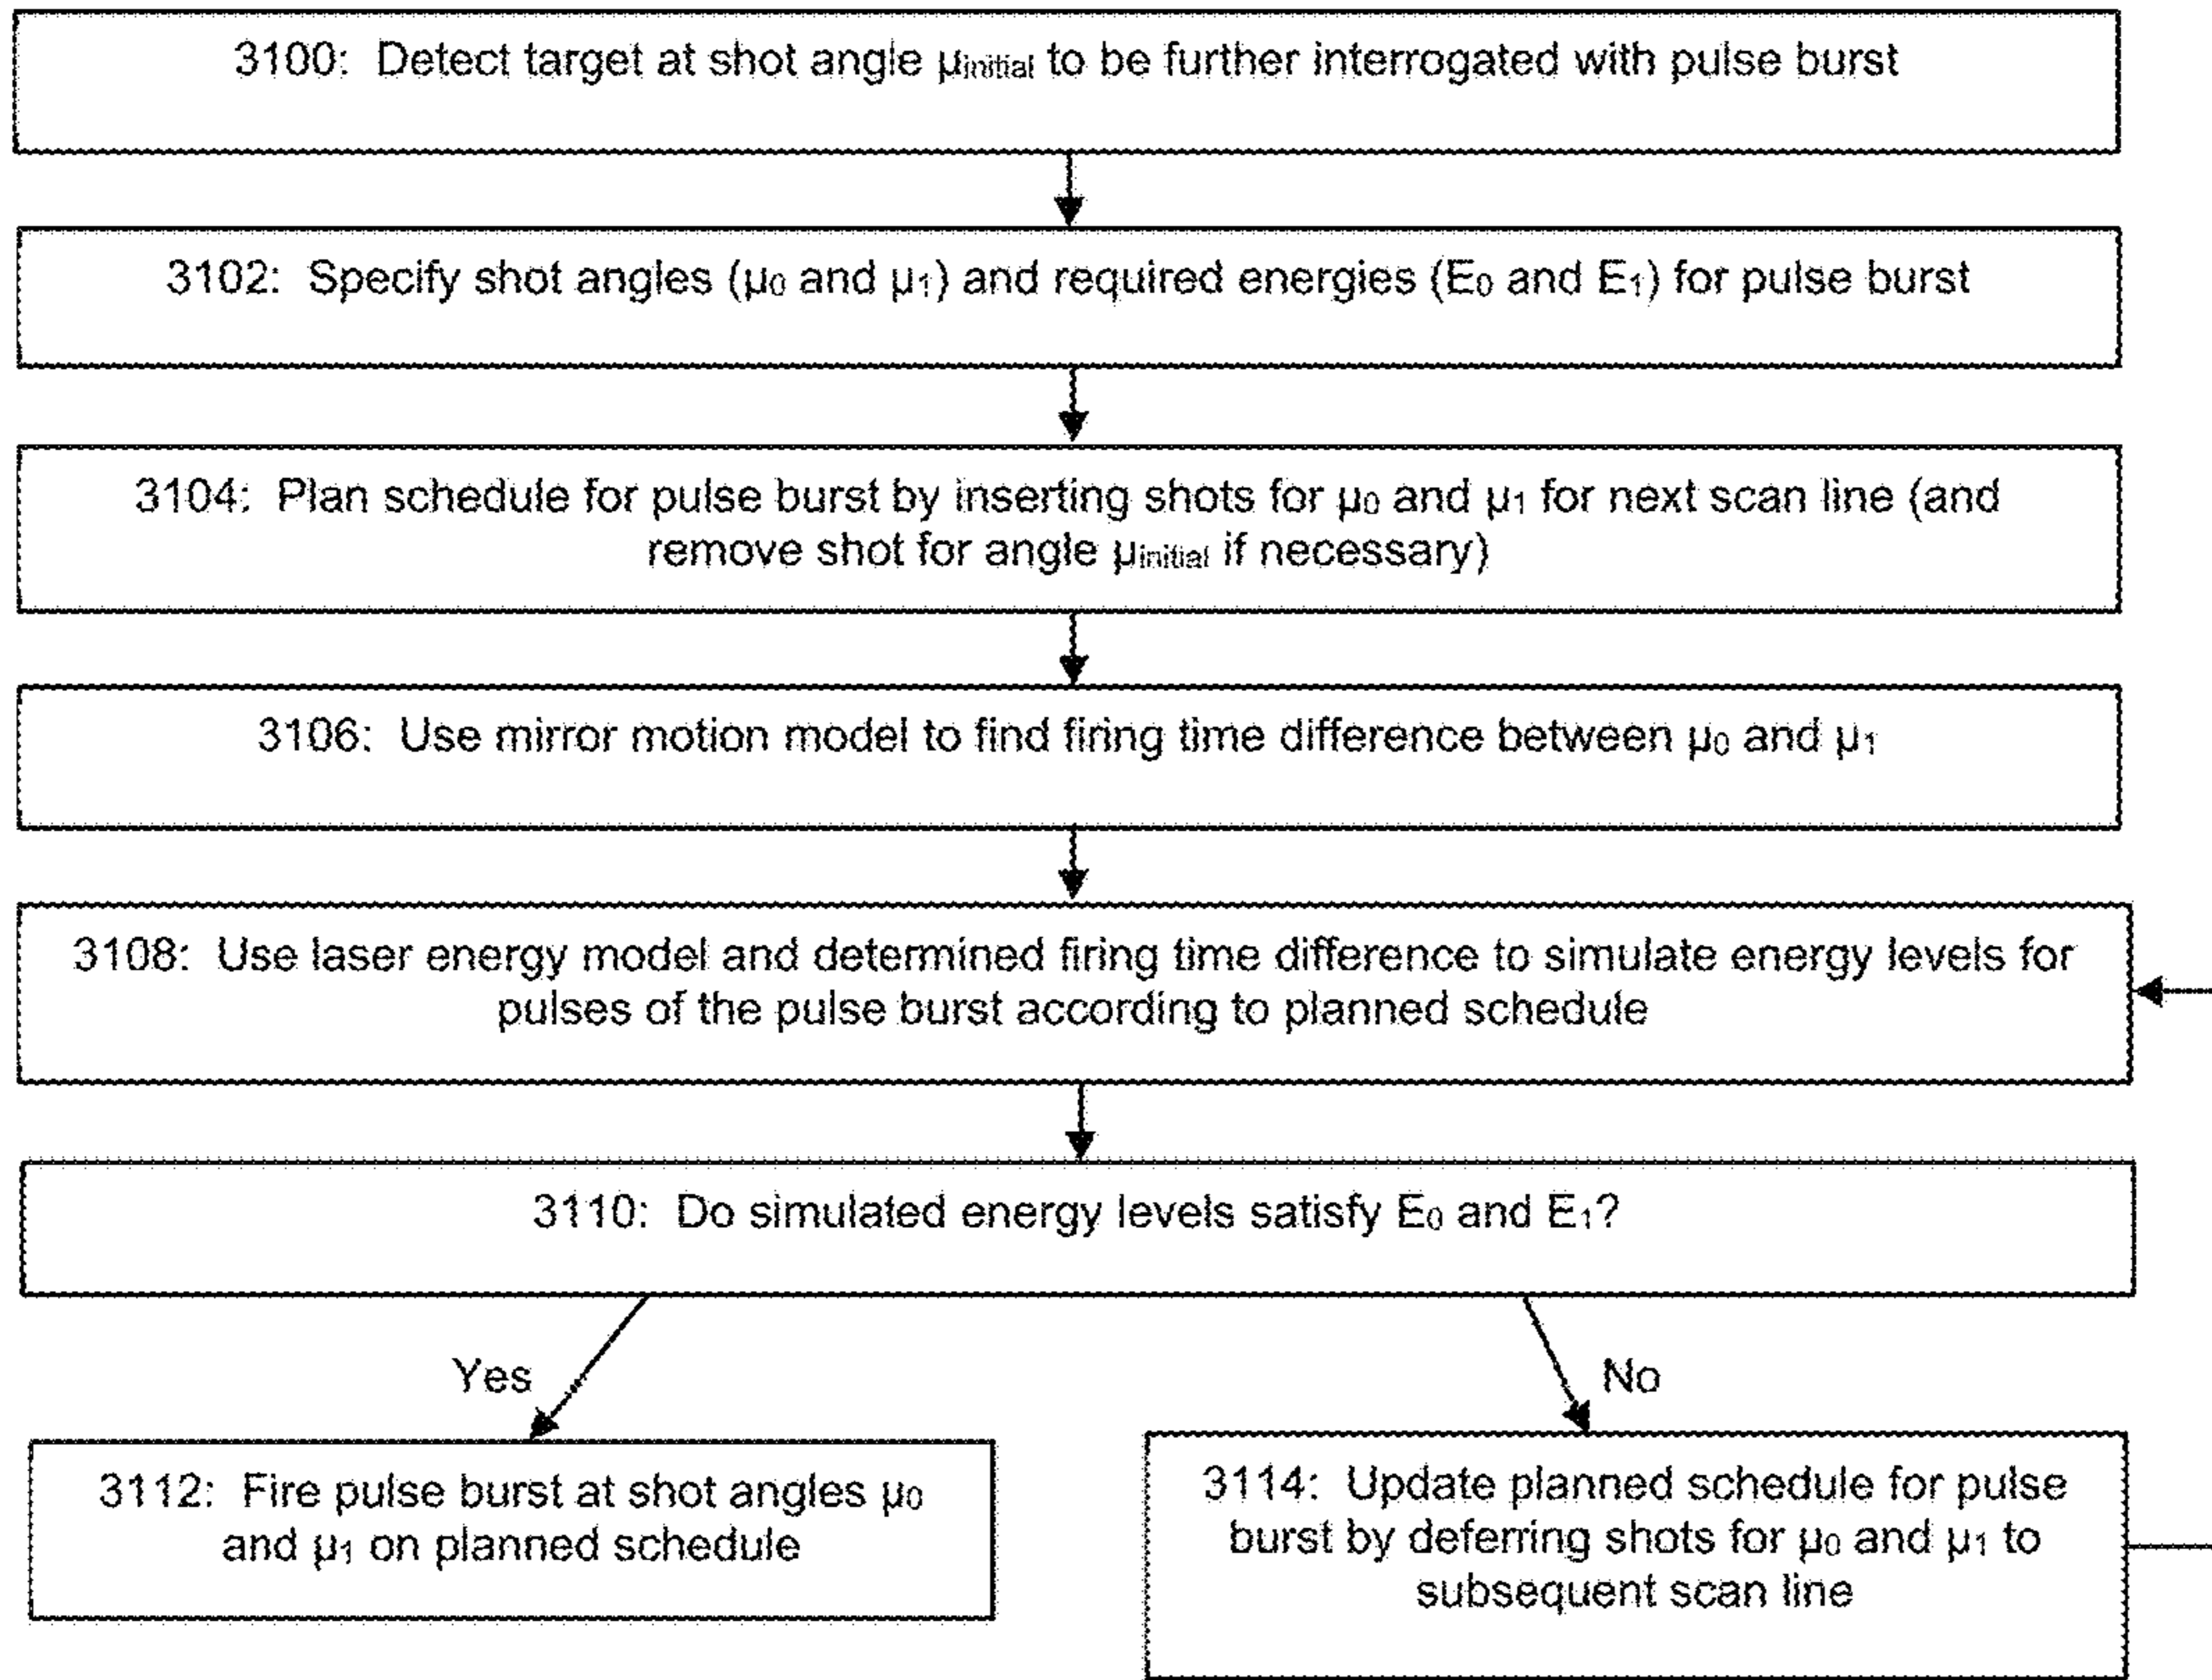 3100: Detect target at shot angle μinitial to be further interrogated with pulse burst
3102: Specify shot angles (μ0 and μ1) and required energies (E0 and E1) for pulse burst
3104: Plan schedule for pulse burst by inserting shots for μ0 and μ1 for next scan line (and
remove shot for angle μinitial if necessary)
3106: Use mirror motion model to find firing time difference between μ0 and μ1
3108: Use laser energy model and determined firing time difference to simulate energy levels for
pulses of the pulse burst according to planned schedule
3110: Do simulated energy levels satisfy E0 and E1?
Yes
No
3112: Fire pulse burst at shot angles μ0
and μ1 on planned schedule
3114: Update planned schedule for pulse
burst by deferring shots for μ0 and μ1 to
subsequent scan line